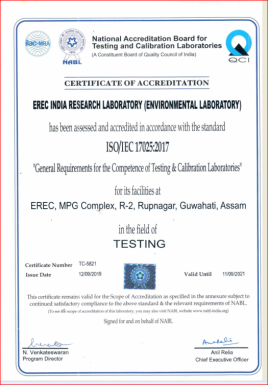 National Accreditation Board for
Testing and Calibration Laboratories
(A Constituent Board of Quality Council of India)
ilac-MRA
NABL
QCI
CERTIFICATE OF ACCREDITATION
EREC INDIA RESEARCH LABORATORY (ENVIRONMENTAL LABORATORY)
has been assessed and accredited in accordance with the standard
ISO/IEC 17025:2017
"General Requirements for the Competence of Testing & Calibration Laboratories"
for its facilities at
EREC, MPG Complex, R-2, Rupnagar, Guwahati, Assam
in the field of
TESTING
Certificate Number TC-5821
Issue Date 12/09/2019 Valid Until 11/09/2021
This certificate remains valid for the Scope of Accreditation as specified in the annexure subject to
continued satisfactory compliance to the above standard & the relevant requirements of NABL.
(To see the scope of accreditation of this laboratory, you may also visit NABL website www.nabl-india.org)
Signed for and on behalf of NABL
N. Venkateswaran
Program Director
Anil Relia
Chief Executive Officer